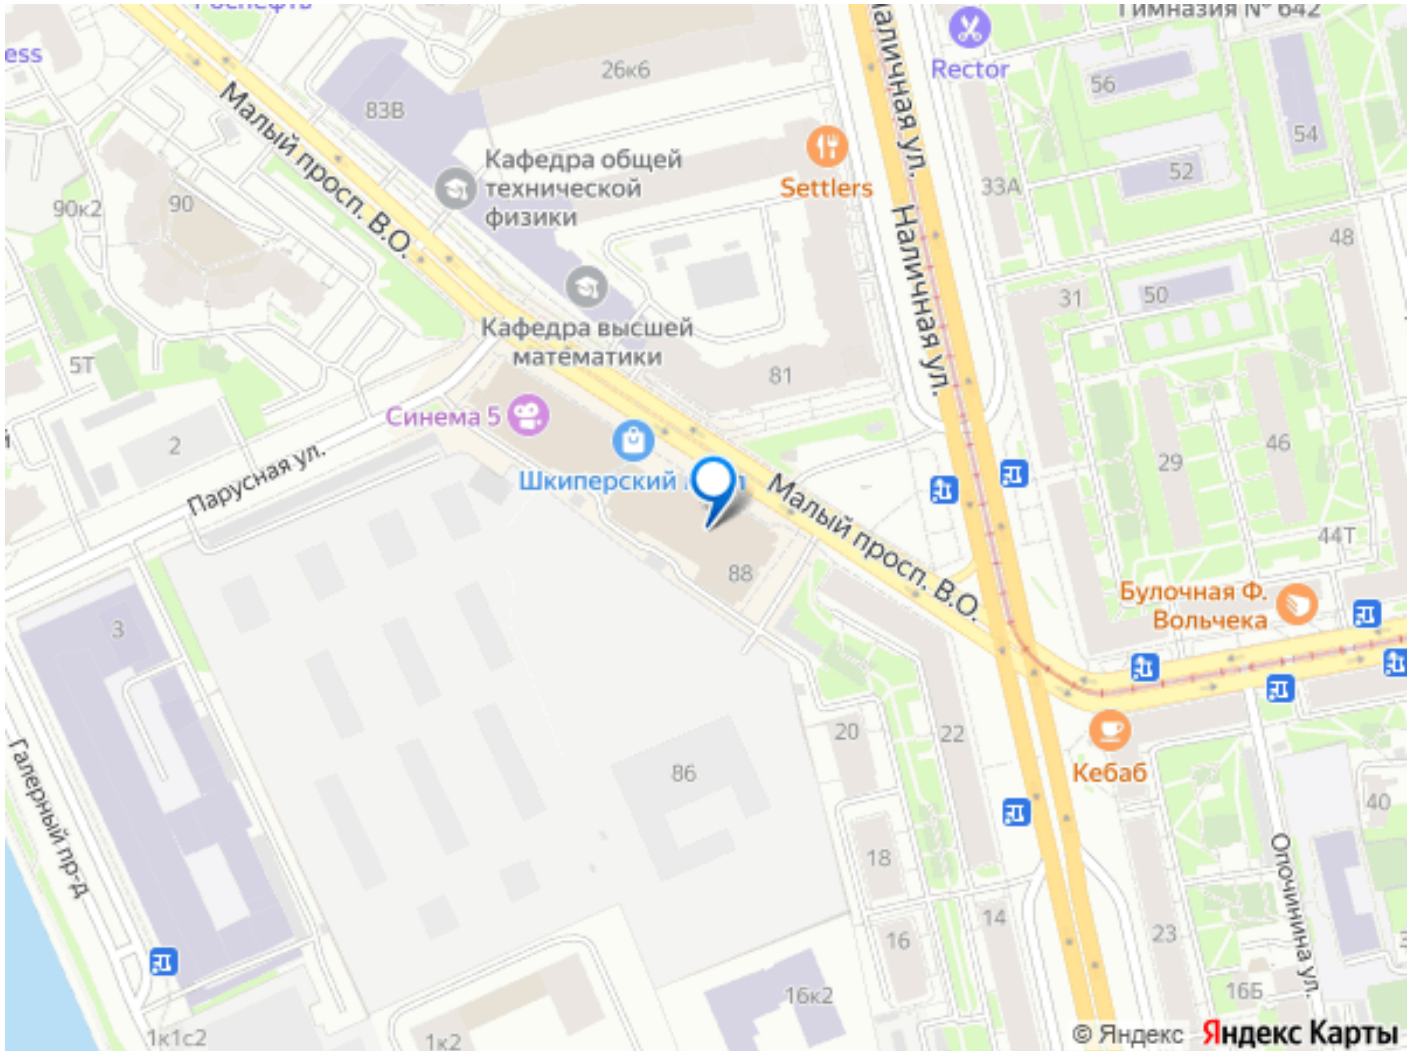 Роснефть
Гимназия № 642
ess
Rector
26к6
83В
56
54
Малый просп. В.О.
Наличная ул.
Кафедра общей
технической
физики
Settlers
52
33А
90к2
90
48
Наличная ул.
31
50
Кафедра высшей
математики
5Т
81
Синема 5
2
Шкиперский
46
29
Парусная ул.
Малый просп. В.О.
44Т
88
Булочная Ф.
Вольчека
3
20
22
86
Кебаб
Галерный пр-д
40
18
Опочинина ул.
14
16
23
16к2
16Б
1к1с2
1к2
© Яндекс
Яндекс Карты